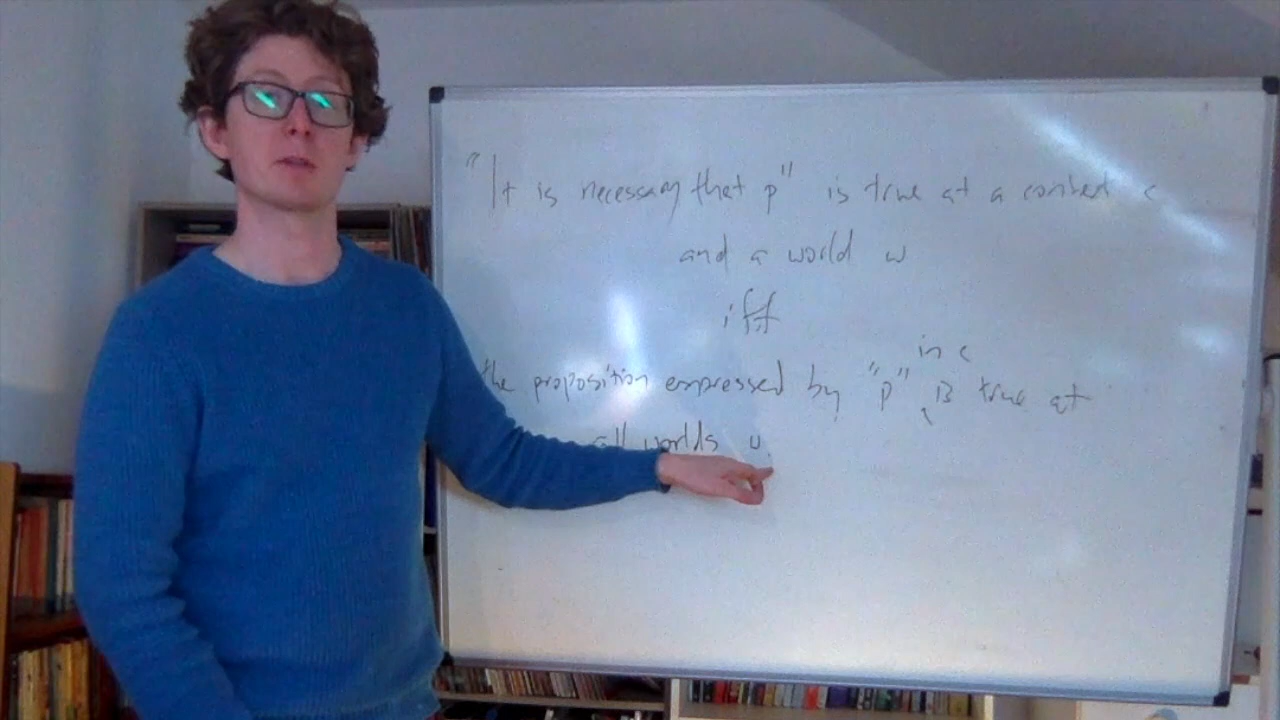 "It is necessary that p" is true at a context c
and a world w
iff
in c
the proposition expressed by "p" is true at
all worlds w